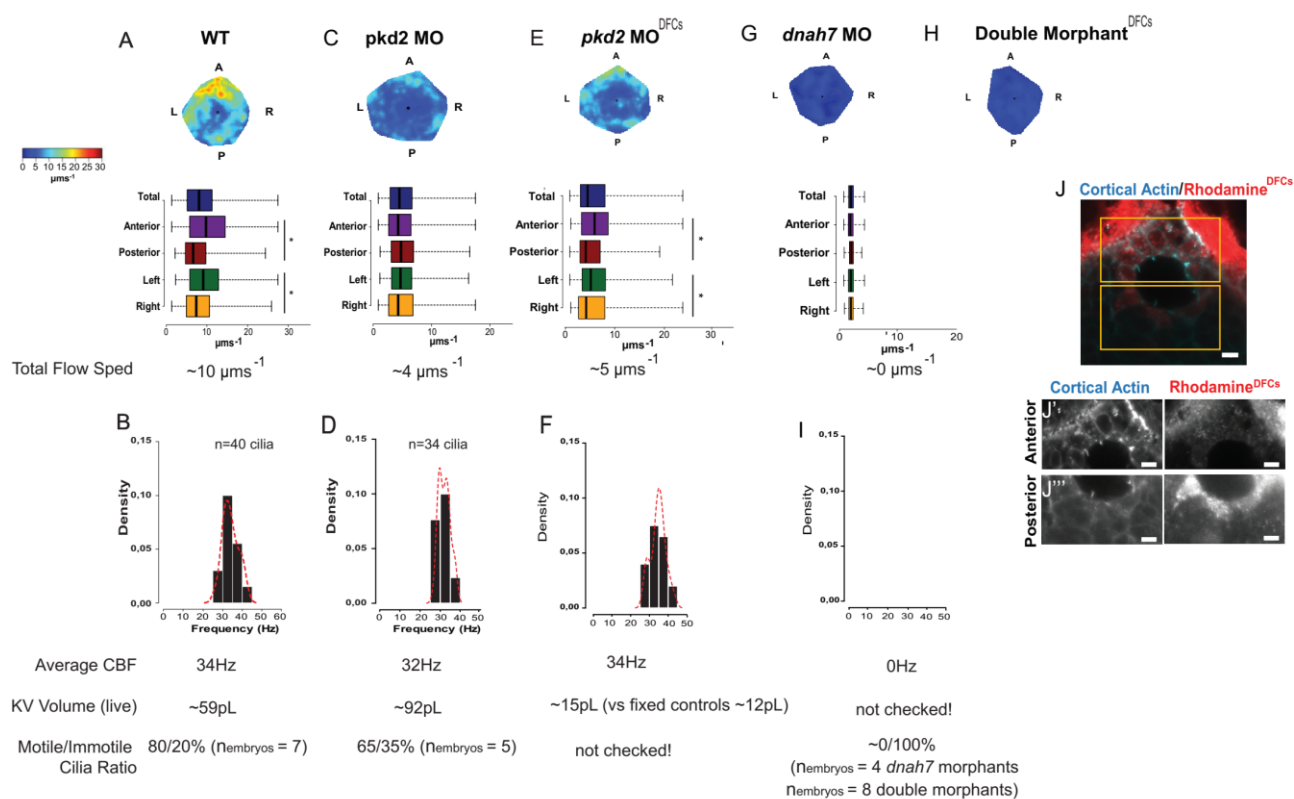 A WT
C pkd2 MO
E pkd2 MO DFCs
G dnah7 MO
H Double Morphant DFCs
A
L R
P
A
L R
P
A
L R
P
A
L R
P
A
L R
P
0 5 10 15 20 25 30
µms-1
Total
Anterior
Posterior
Left
Right
*
*
0 10 20 30
µms-1
Total
Anterior
Posterior
Left
Right
0 10 20 30
µms-1
Total
Anterior
Posterior
Left
Right
*
*
0 10 20 30
µms-1
Total
Anterior
Posterior
Left
Right
0 10 20
µms-1
Total Flow Sped ~10 µms-1 ~4 µms-1 ~5 µms-1 ~0 µms-1
J Cortical Actin/Rhodamine DFCs
Cortical Actin Rhodamine DFCs
Anterior
J'
Posterior
J'''
B
n=40 cilia
Density
0,15
0,10
0,05
0,00
0 10 20 30 40 50 60
Frequency (Hz)
D
n=34 cilia
Density
0,15
0,10
0,05
0,00
0 10 20 30 40 50
Frequency (Hz)
F
Density
0,15
0,10
0,05
0,00
0 10 20 30 40 50
I
Density
0,15
0,10
0,05
0,00
0 10 20 30 40 50
Average CBF 34Hz 32Hz 34Hz 0Hz
KV Volume (live) ~59pL ~92pL ~15pL (vs fixed controls ~12pL) not checked!
Motile/Immotile 80/20% (nembryos = 7) 65/35% (nembryos = 5) not checked! ~0/100%
Cilia Ratio
(nembryos = 4 dnah7 morphants
nembryos = 8 double morphants)